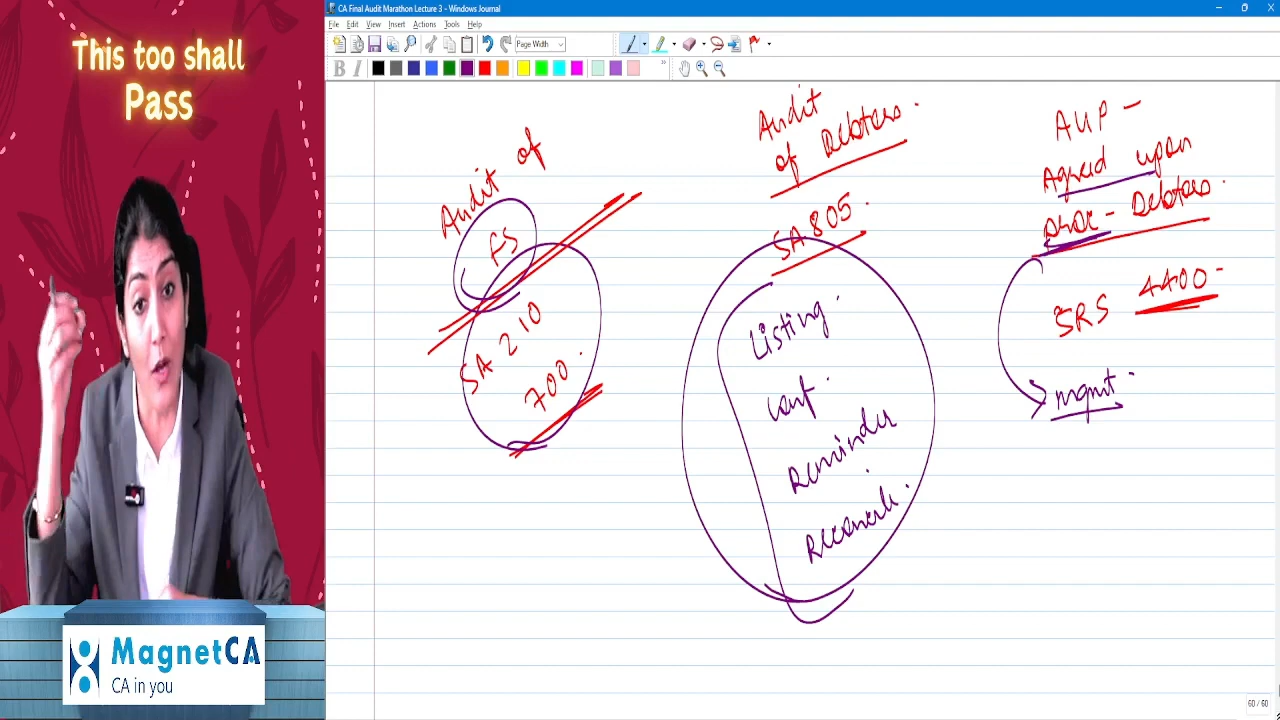 CA Final Audit Marathon Lecture 3 - Windows Journal
File Edit View Insert Actions Tools Help
Page Width
B I
This too shall
Pass
Audit of
FS
SA 210
700.
Audit
of Debtors.
SA 805.
Listing.
Conf.
Reminder
Reconcile.
AUP -
Agreed upon
Debtors.
SRS 4400-
mgmt.
MagnetCA
CA in you
60 / 60